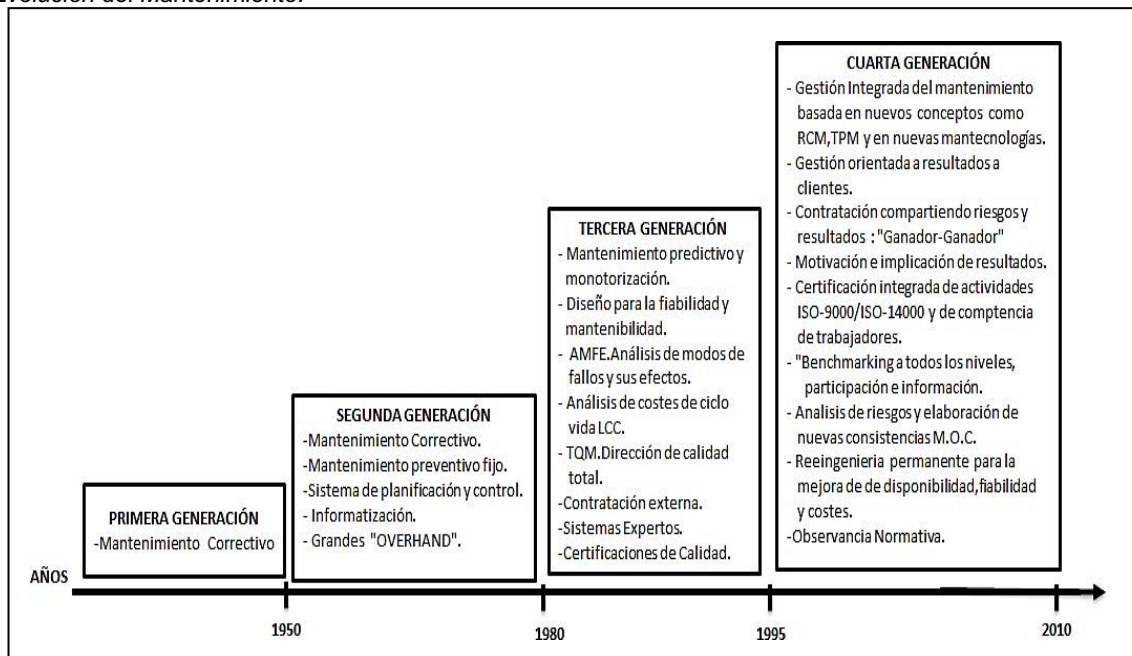 Evolución del Mantenimiento.
PRIMERA GENERACIÓN
-Mantenimiento Correctivo
SEGUNDA GENERACIÓN
-Mantenimiento Correctivo.
-Mantenimiento preventivo fijo.
-Sistema de planificación y control.
- Informatización.
- Grandes "OVERHAND".
TERCERA GENERACIÓN
- Mantenimiento predictivo y
monotorización.
- Diseño para la fiabilidad y
mantenibilidad.
- AMFE.Análisis de modos de
fallos y sus efectos.
- Análisis de costes de ciclo
vida LCC.
- TQM.Dirección de calidad
total.
-Contratación externa.
-Sistemas Expertos.
-Certificaciones de Calidad.
CUARTA GENERACIÓN
- Gestión Integrada del mantenimiento
basada en nuevos conceptos como
RCM,TPM y en nuevas mantecnologías.
- Gestión orientada a resultados a
clientes.
- Contratación compartiendo riesgos y
resultados : "Ganador-Ganador"
- Motivación e implicación de resultados.
- Certificación integrada de actividades
ISO-9000/ISO-14000 y de comptencia
de trabajadores.
- "Benchmarking a todos los niveles,
participación e información.
- Analisis de riesgos y elaboración de
nuevas consistencias M.O.C.
- Reeingenieria permanente para la
mejora de de disponibilidad,fiabilidad
y costes.
-Observancia Normativa.
AÑOS
1950
1980
1995
2010